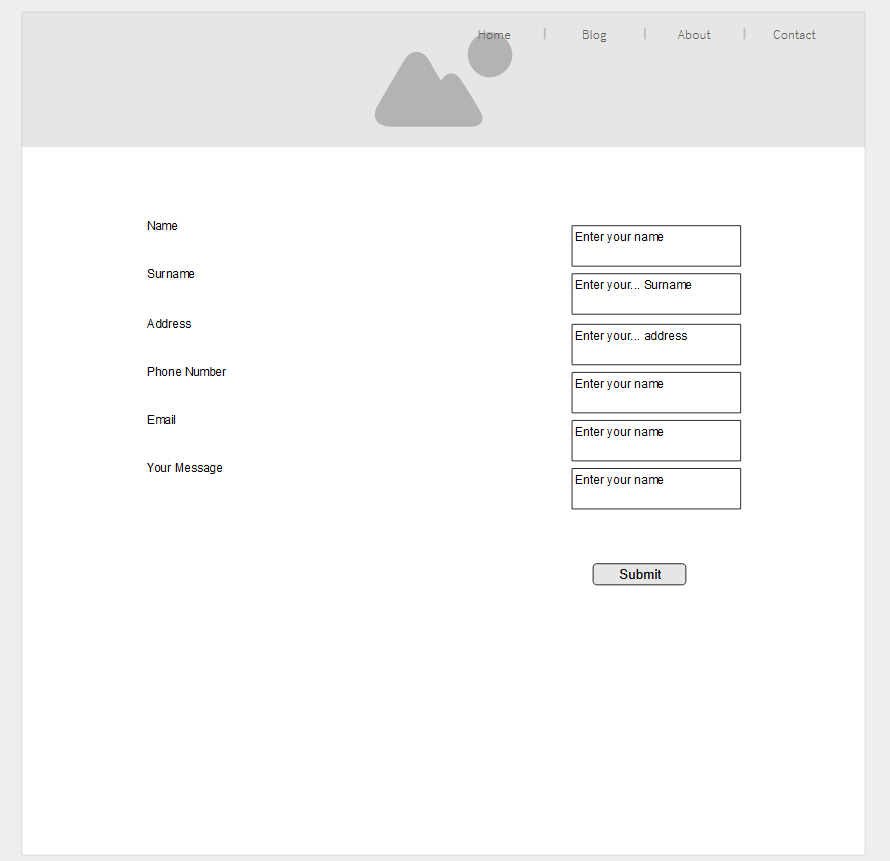 Home | Blog | About | Contact
Name
Enter your name
Surname
Enter your... Surname
Address
Enter your... address
Phone Number
Enter your name
Email
Enter your name
Your Message
Enter your name
Submit